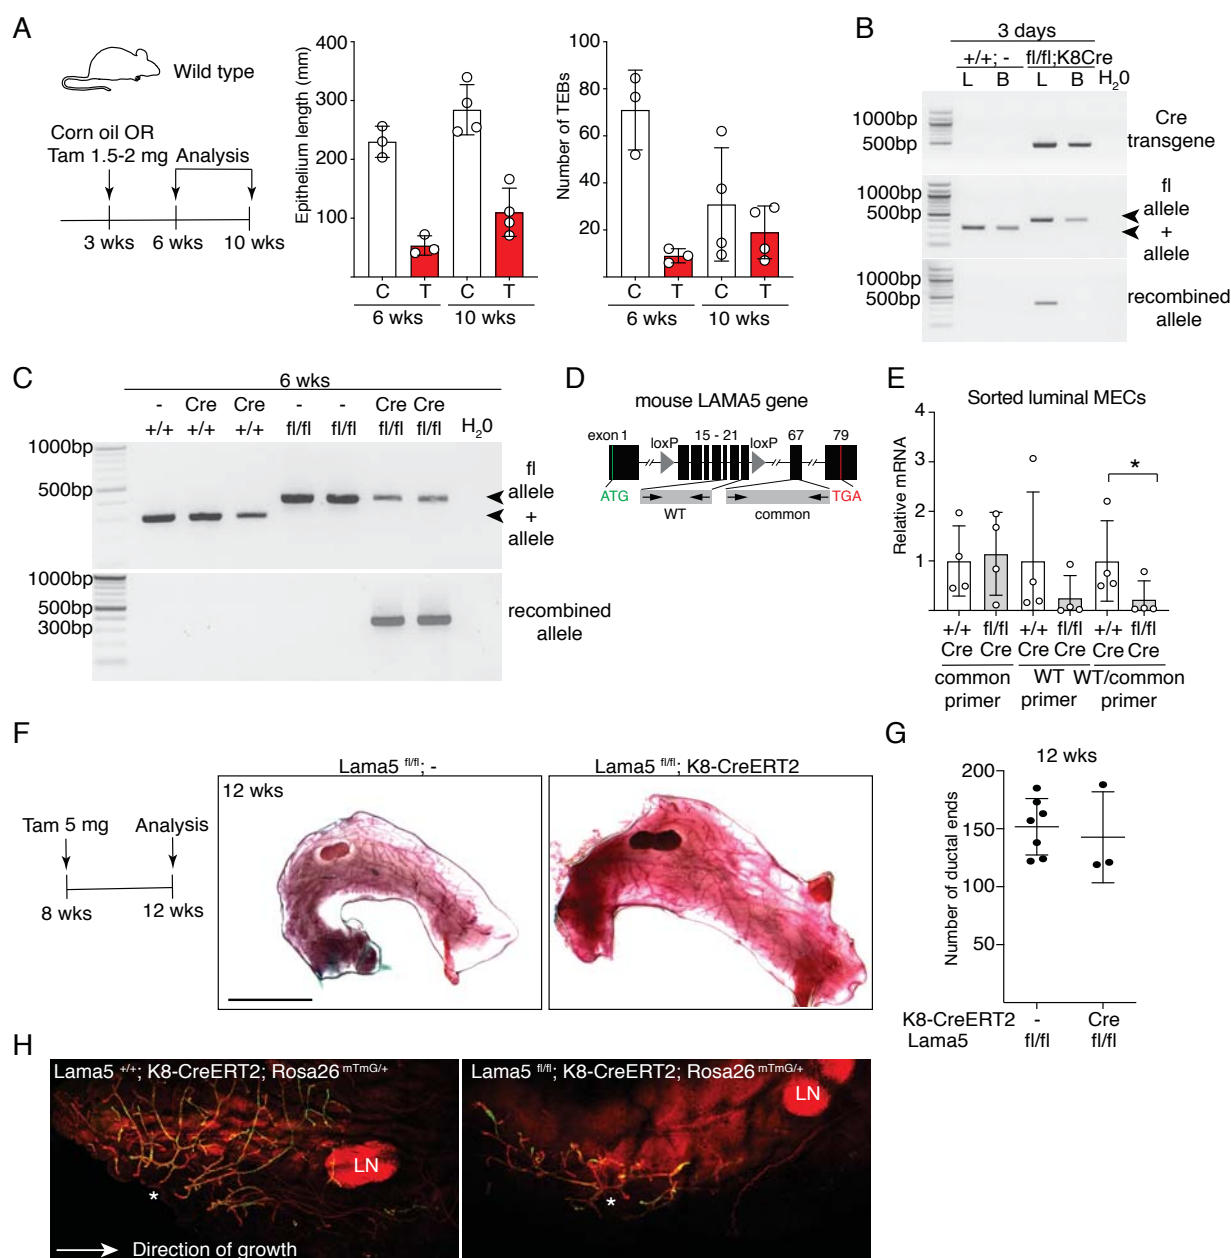 A
Wild type
Corn oil OR
Tam 1.5-2 mg
Analysis
3 wks
6 wks
10 wks
Epithelium length (mm)
400
300
200
100
C
T
C
T
6 wks
10 wks
Number of TEBs
100
80
60
40
20
C
T
C
T
6 wks
10 wks
B
3 days
+/+; -
fl/fl;K8Cre
L
B
L
B
H₂0
1000bp
500bp
Cre
transgene
1000bp
500bp
fl
allele
+
allele
1000bp
500bp
recombined
allele
C
6 wks
- Cre Cre - - Cre Cre
+/+ +/+ +/+ fl/fl fl/fl fl/fl fl/fl H₂0
1000bp
500bp
fl
allele
+
allele
1000bp
500bp
300bp
recombined
allele
D
mouse LAMA5 gene
exon 1
loxP
15 - 21
loxP
67
79
ATG
TGA
WT
common
E
Sorted luminal MECs
Relative mRNA
4
3
2
1
*
+/+ fl/fl +/+ fl/fl +/+ fl/fl
Cre Cre Cre Cre Cre Cre
common
primer
WT
primer
WT/common
primer
F
Tam 5 mg
Analysis
8 wks
12 wks
Lama5 fl/fl; -
12 wks
Lama5 fl/fl; K8-CreERT2
G
12 wks
Number of ductal ends
200
150
100
50
K8-CreERT2 - Cre
Lama5 fl/fl fl/fl
H
Lama5 +/+; K8-CreERT2; Rosa26 mTmG/+
LN
*
Direction of growth
Lama5 fl/fl; K8-CreERT2; Rosa26 mTmG/+
LN
*